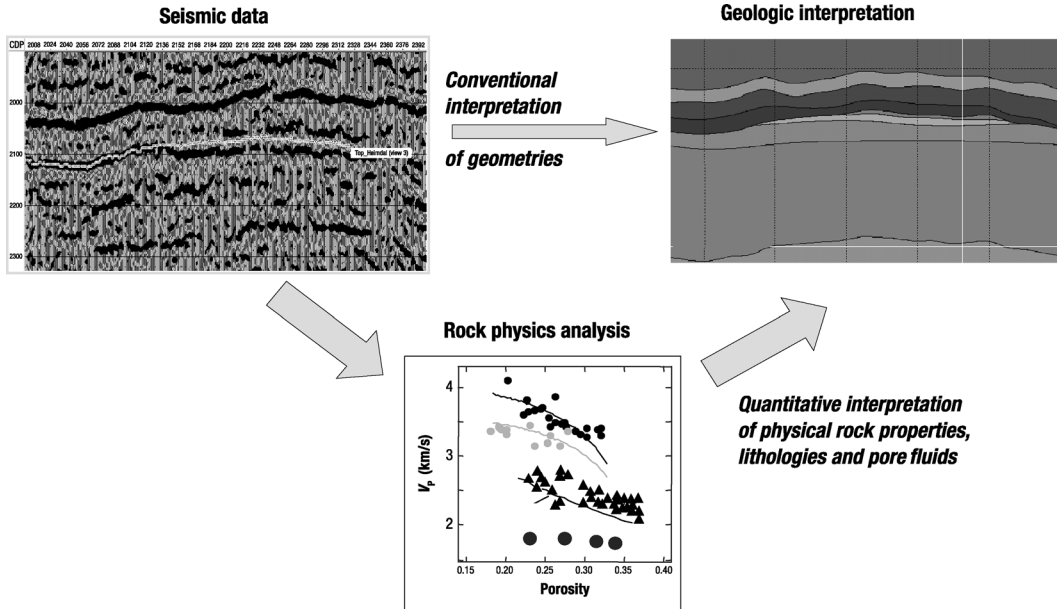 Seismic data
Geologic interpretation
CDP 2008 2024 2040 2056 2072 2088 2104 2120 2136 2152 2168 2184 2200 2216 2232 2248 2264 2280 2296 2312 2328 2344 2360 2376 2392
2000
2100
2200
2300
Top_Heimdal (view 3)
Conventional
interpretation
of geometries
Rock physics analysis
4
3
2
Vp (km/s)
0.15 0.20 0.25 0.30 0.35 0.40
Porosity
Quantitative interpretation
of physical rock properties,
lithologies and pore fluids